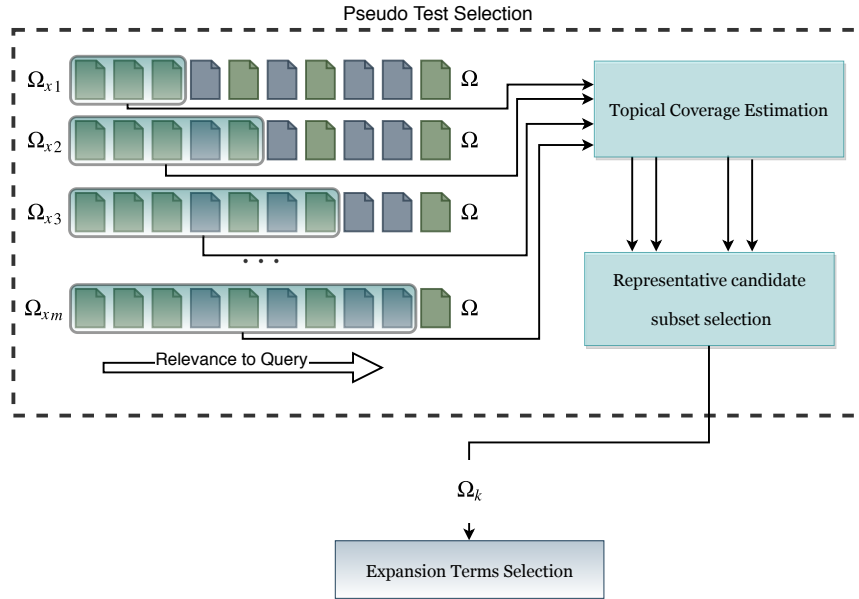 Pseudo Test Selection
Ωx1 Ω
Topical Coverage Estimation
Ωx2 Ω
Ωx3 Ω
. . .
Representative candidate
subset selection
Ωxm Ω
Relevance to Query
Ωk
Expansion Terms Selection